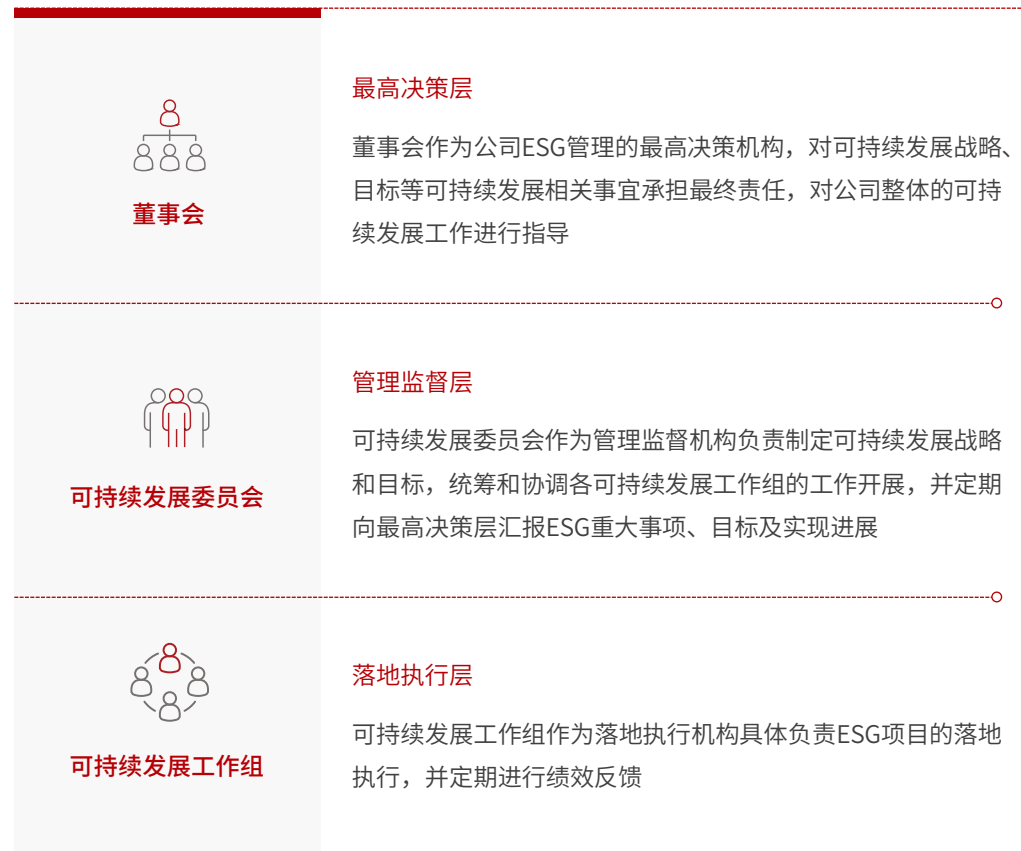 最高决策层
董事会作为公司ESG管理的最高决策机构，对可持续发展战略、
目标等可持续发展相关事宜承担最终责任，对公司整体的可持
续发展工作进行指导
董事会
管理监督层
可持续发展委员会作为管理监督机构负责制定可持续发展战略
和目标，统筹和协调各可持续发展工作组的工作开展，并定期
向最高决策层汇报ESG重大事项、目标及实现进展
可持续发展委员会
落地执行层
可持续发展工作组作为落地执行机构具体负责ESG项目的落地
执行，并定期进行绩效反馈
可持续发展工作组